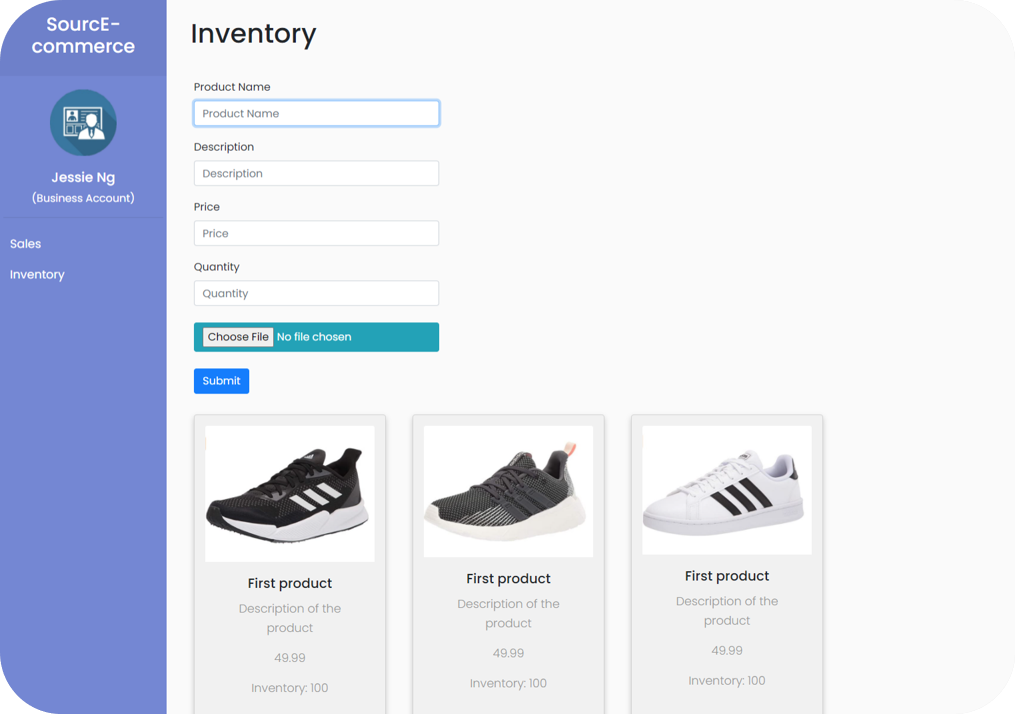 SourcE-
commerce
Jessie Ng
(Business Account)
Sales
Inventory
Inventory
Product Name
Product Name
Description
Description
Price
Price
Quantity
Quantity
Choose File No file chosen
Submit
First product
Description of the
product
49.99
Inventory: 100
First product
Description of the
product
49.99
Inventory: 100
First product
Description of the
product
49.99
Inventory: 100